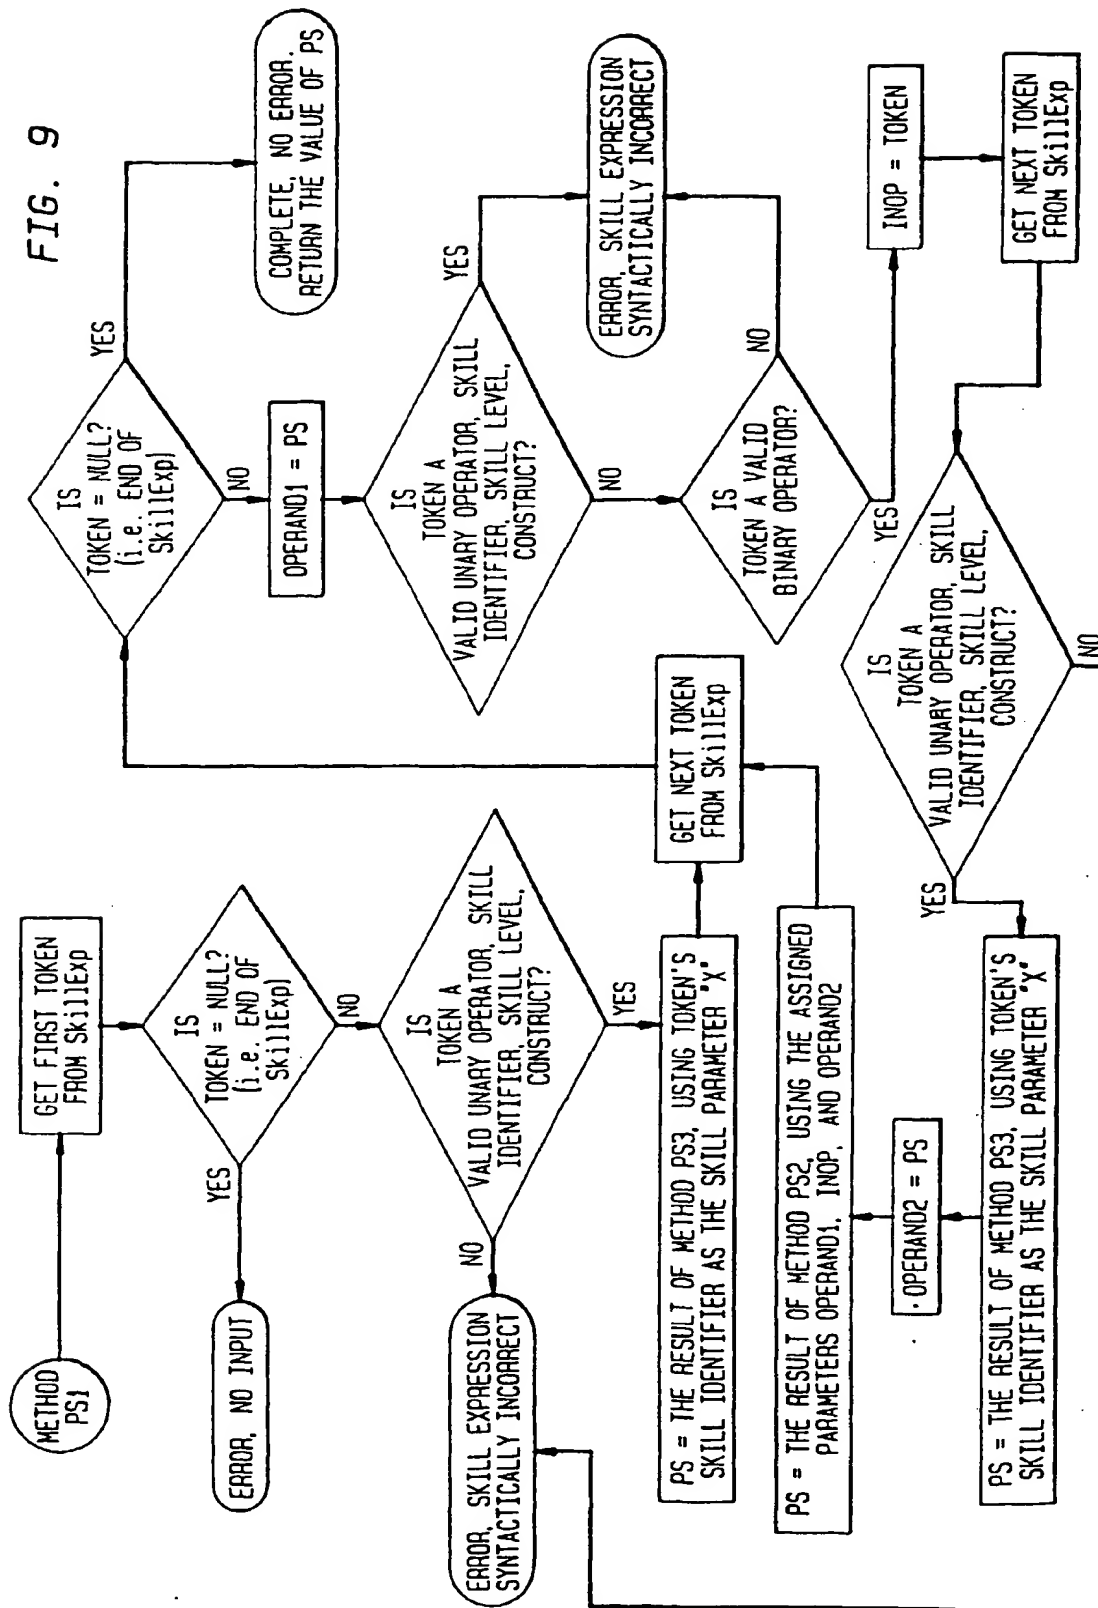 FIG. 9
METHOD
PS1
GET FIRST TOKEN
FROM SkillExp
IS
TOKEN = NULL?
(i.e. END OF
SkillExp)
YES
ERROR, NO INPUT
NO
IS
TOKEN A
VALID UNARY OPERATOR, SKILL
IDENTIFIER, SKILL LEVEL,
CONSTRUCT?
NO
ERROR, SKILL EXPRESSION
SYNTACTICALLY INCORRECT
YES
PS = THE RESULT OF METHOD PS3, USING TOKEN'S
SKILL IDENTIFIER AS THE SKILL PARAMETER "X"
GET NEXT TOKEN
FROM SkillExp
IS
TOKEN = NULL?
(i.e. END OF
SkillExp)
YES
COMPLETE, NO ERROR.
RETURN THE VALUE OF PS
NO
OPERAND1 = PS
IS
TOKEN A
VALID UNARY OPERATOR, SKILL
IDENTIFIER, SKILL LEVEL,
CONSTRUCT?
YES
ERROR, SKILL EXPRESSION
SYNTACTICALLY INCORRECT
NO
IS
TOKEN A VALID
BINARY OPERATOR?
NO
YES
INOP = TOKEN
GET NEXT TOKEN
FROM SkillExp
IS
TOKEN A
VALID UNARY OPERATOR, SKILL
IDENTIFIER, SKILL LEVEL,
CONSTRUCT?
NO
YES
PS = THE RESULT OF METHOD PS3, USING TOKEN'S
SKILL IDENTIFIER AS THE SKILL PARAMETER "X"
OPERAND2 = PS
PS = THE RESULT OF METHOD PS2, USING THE ASSIGNED
PARAMETERS OPERAND1, INOP, AND OPERAND2